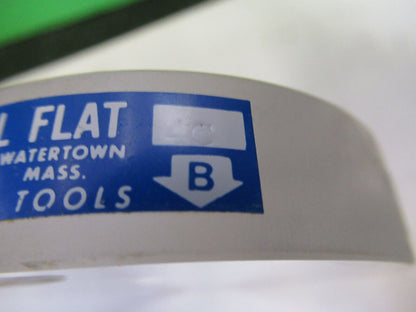 L FLAT
WATERTOWN
MASS.
TOOLS
C
B